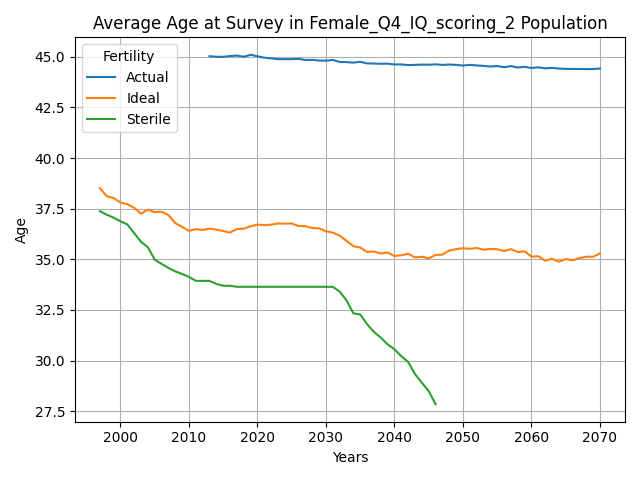 Average Age at Survey in Female_Q4_IQ_scoring_2 Population
Fertility
Actual
Ideal
Sterile
Age
45.0
42.5
40.0
37.5
35.0
32.5
30.0
27.5
2000 2010 2020 2030 2040 2050 2060 2070
Years